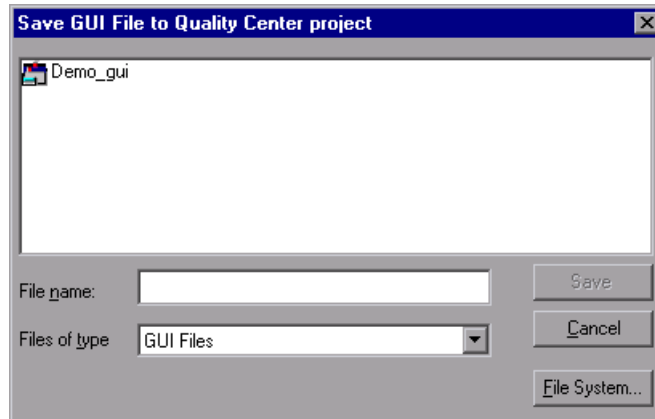 Save GUI File to Quality Center project
Demo_gui
File name:
Save
Files of type
GUI Files
Cancel
File System...